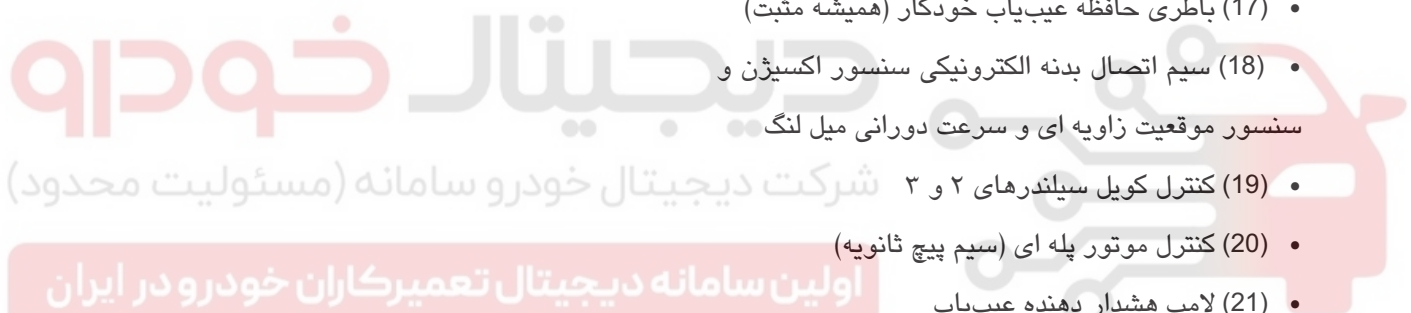 • (17) باطری حافظه عیب‌یاب خودکار (همیشه مثبت)
• (18) سیم اتصال بدنه الکترونیکی سنسور اکسیژن و
سنسور موقعیت زاویه ای و سرعت دورانی میل لنگ
• (19) کنترل کویل سیلندرهای ۲ و ۳
• (20) کنترل موتور پله ای (سیم پیچ ثانویه)
• (21) لامپ هشدار دهنده عیب‌یاب
دیجیتال خودرو
شرکت دیجیتال خودرو سامانه (مسئولیت محدود)
اولین سامانه دیجیتال تعمیرکاران خودرو در ایران